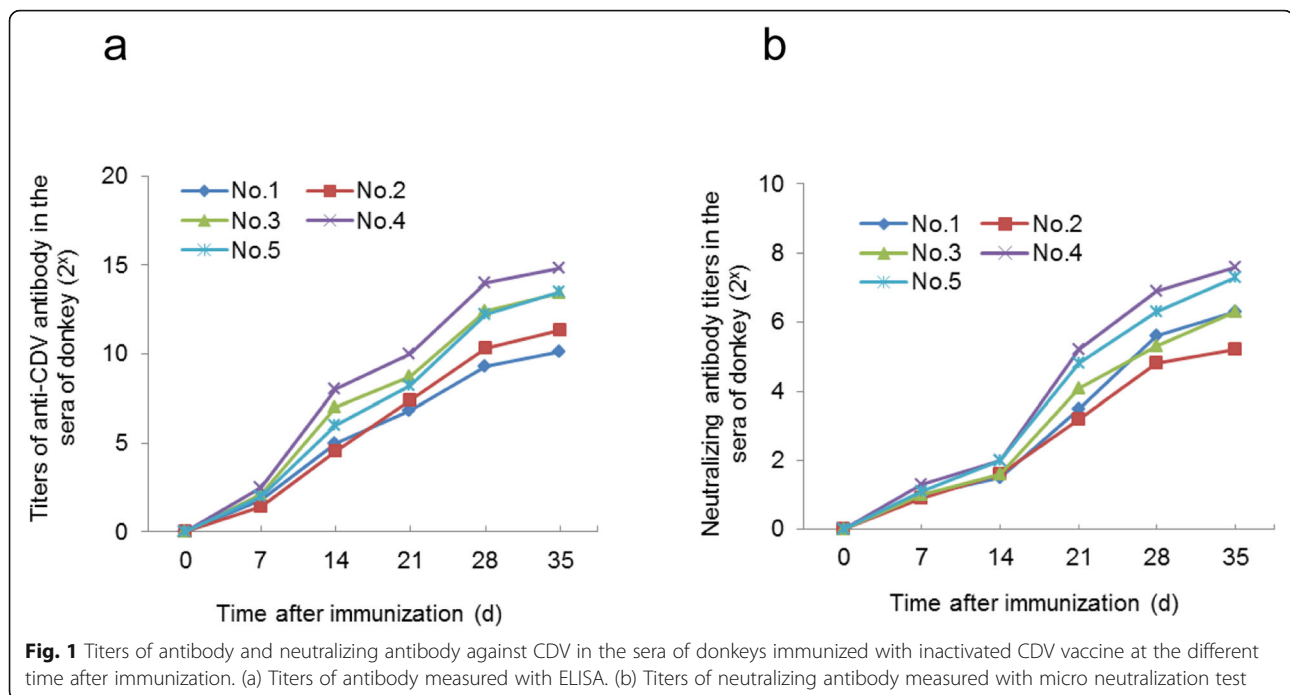 a
20
15
10
5
0
Titers of anti-CDV antibody in the
sera of donkey (2ˣ)
No.1 No.2
No.3 No.4
No.5
0 7 14 21 28 35
Time after immunization (d)
b
10
8
6
4
2
0
Neutralizing antibody titers in the
sera of donkey (2ˣ)
No.1 No.2
No.3 No.4
No.5
0 7 14 21 28 35
Time after immunization (d)
Fig. 1 Titers of antibody and neutralizing antibody against CDV in the sera of donkeys immunized with inactivated CDV vaccine at the different
time after immunization. (a) Titers of antibody measured with ELISA. (b) Titers of neutralizing antibody measured with micro neutralization test